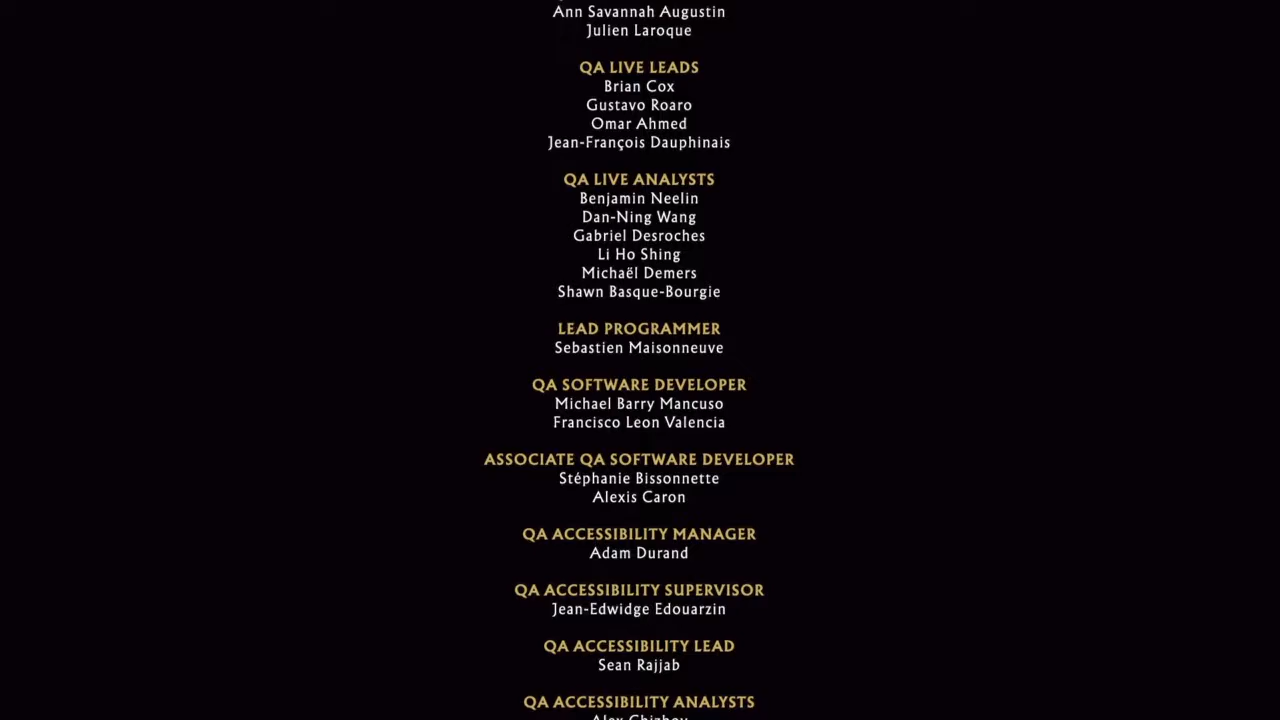 Ann Savannah Augustin
Julien Laroque
QA LIVE LEADS
Brian Cox
Gustavo Roaro
Omar Ahmed
Jean-François Dauphinais
QA LIVE ANALYSTS
Benjamin Neelin
Dan-Ning Wang
Gabriel Desroches
Li Ho Shing
Michaël Demers
Shawn Basque-Bourgie
LEAD PROGRAMMER
Sebastien Maisonneuve
QA SOFTWARE DEVELOPER
Michael Barry Mancuso
Francisco Leon Valencia
ASSOCIATE QA SOFTWARE DEVELOPER
Stéphanie Bissonnette
Alexis Caron
QA ACCESSIBILITY MANAGER
Adam Durand
QA ACCESSIBILITY SUPERVISOR
Jean-Edwidge Edouarzin
QA ACCESSIBILITY LEAD
Sean Rajjab
QA ACCESSIBILITY ANALYSTS
Alex